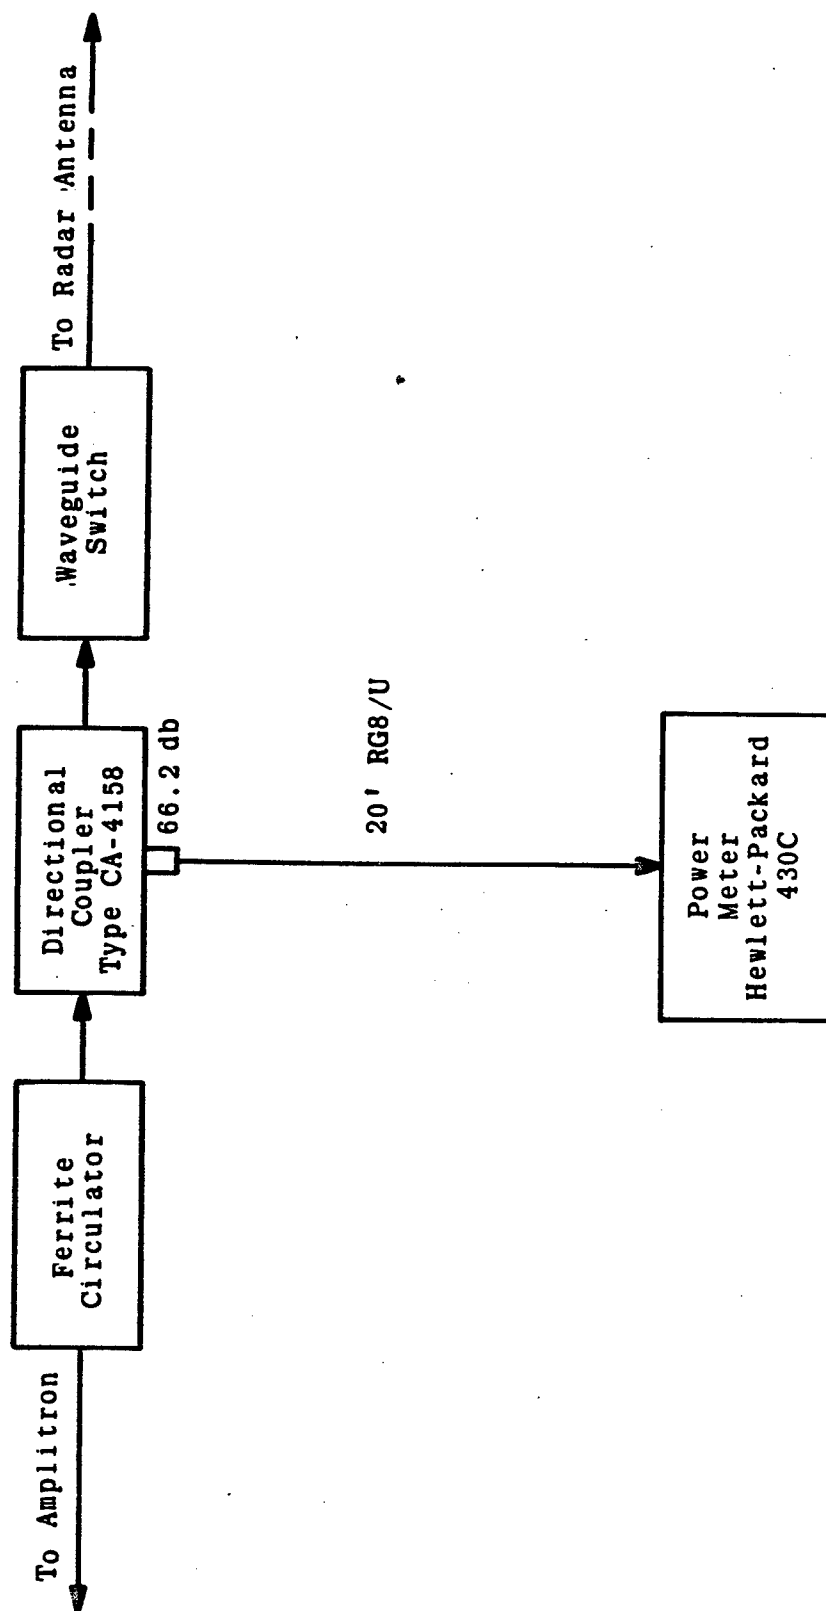 To Amplitron
Ferrite
Circulator
Directional
Coupler
Type CA-4158
66.2 db
Waveguide
Switch
To Radar Antenna
20' RG8/U
Power
Meter
Hewlett-Packard
430C